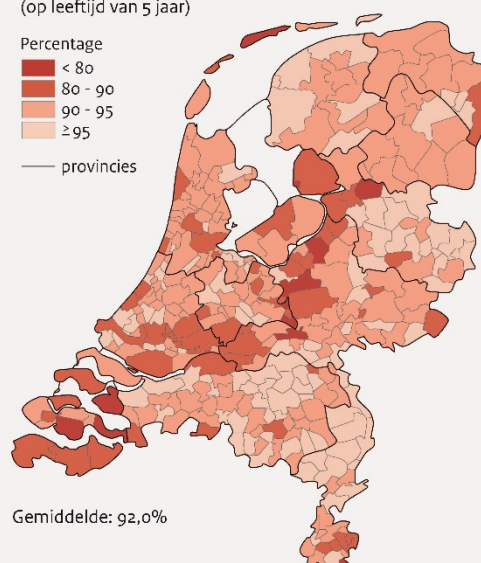 (op leeftijd van 5 jaar)
Percentage
< 80
80 - 90
90 - 95
≥95
provincies
Gemiddelde: 92,0%